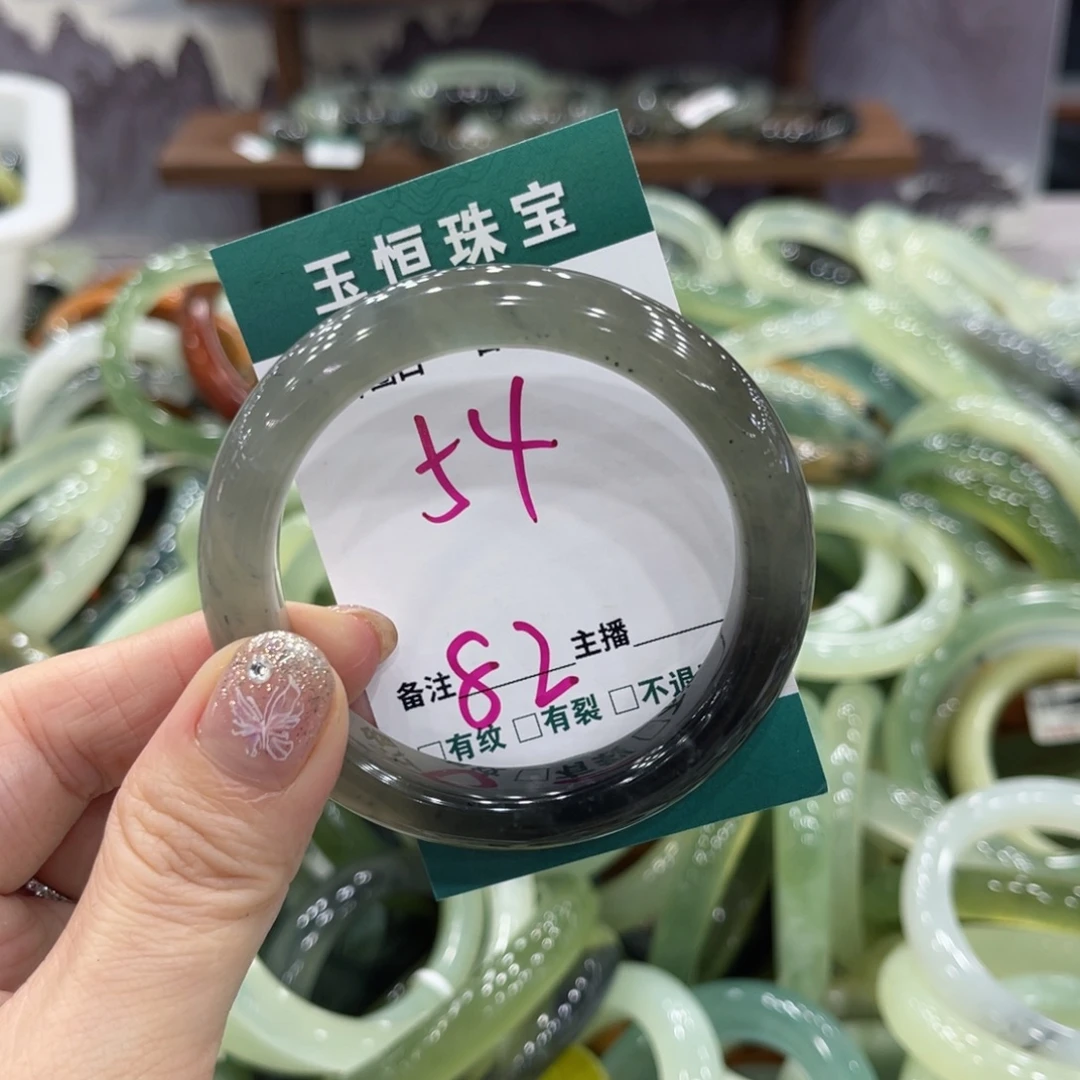 玉恒珠宝
54
备注 82 主播
□有纹 □有裂 □不退